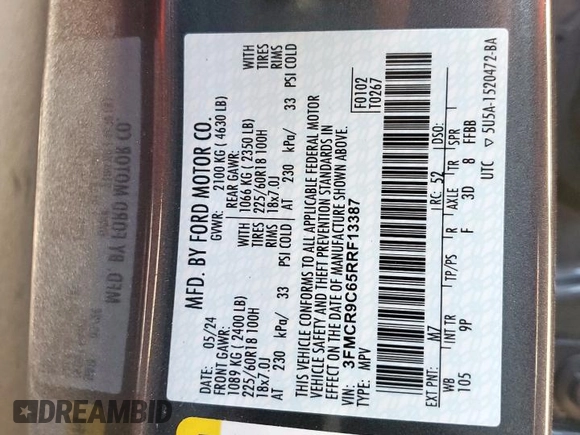 MFD. BY FORD MOTOR CO.
DATE: 05/24 GVWR: 2100 KG (4630 LB)
FRONT GAWR: REAR GAWR:
1089 KG (2400 LB) WITH 1066 KG (2350 LB) WITH
225/60R18 100H TIRES 225/60R18 100H TIRES
18x7.0J RIMS 18x7.0J RIMS
AT 230 kPa/ 33 PSI COLD AT 230 kPa/ 33 PSI COLD
THIS VEHICLE CONFORMS TO ALL APPLICABLE FEDERAL MOTOR
VEHICLE SAFETY AND THEFT PREVENTION STANDARDS IN
EFFECT ON THE DATE OF MANUFACTURE SHOWN ABOVE.
VIN: 3FMCR9C65RRF13387 F0102
TYPE: MPV T0267
EXT PNT: M7 RC: 52 DSO:
WB INT TR TP/PS R AXLE TR SPR
105 9P F 3D 8 FFBB
UTC ▽ 5U5A-1520472-BA
DREAMBID